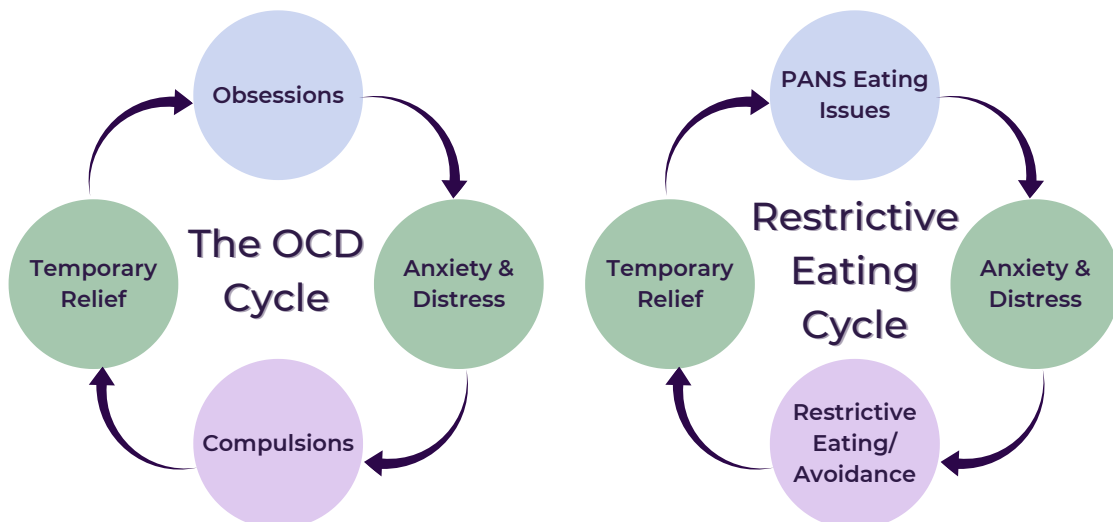 Obsessions
The OCD
Cycle
Anxiety &
Distress
Compulsions
Temporary
Relief
PANS Eating
Issues
Restrictive
Eating
Cycle
Anxiety &
Distress
Restrictive
Eating/
Avoidance
Temporary
Relief